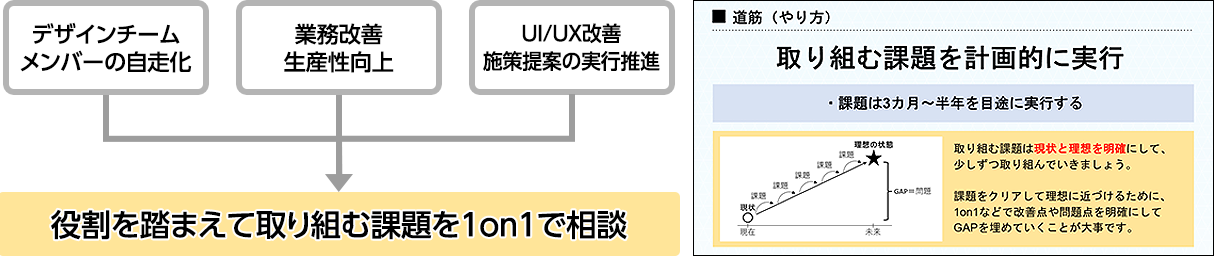 デザインチーム
メンバーの自走化
業務改善
生産性向上
UI/UX改善
施策提案の実行推進
役割を踏まえて取り組む課題を1on1で相談
■ 道筋（やり方）
取り組む課題を計画的に実行
・課題は3カ月～半年を目途に実行する
理想の状態
課題
課題
課題
課題
課題
GAP＝問題
現状
現在
未来
取り組む課題は現状と理想を明確にして、
少しずつ取り組んでいきましょう。
課題をクリアして理想に近づけるために、
1on1などで改善点や問題点を明確にして
GAPを埋めていくことが大事です。